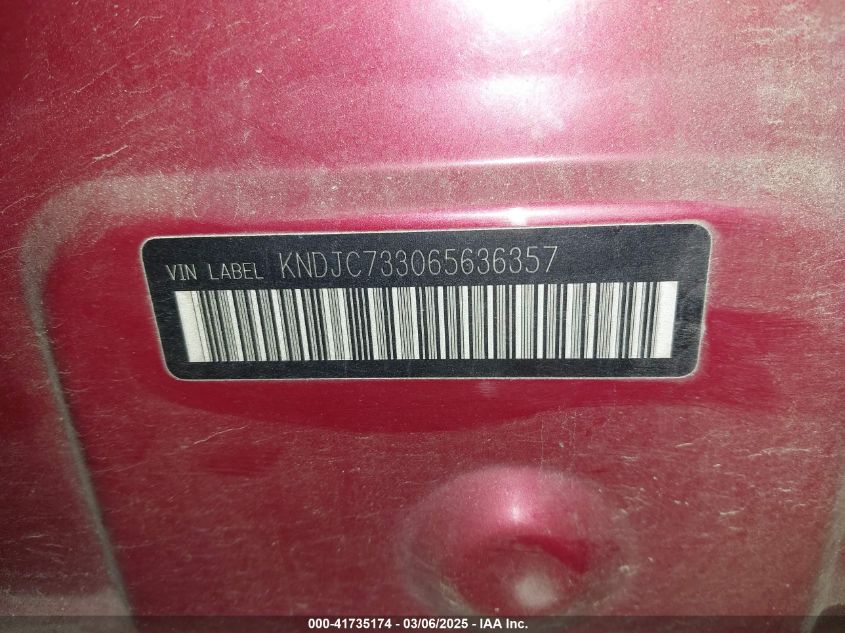 VIN LABEL KNDJC733065636357
000-41735174 - 03/06/2025 - IAA Inc.